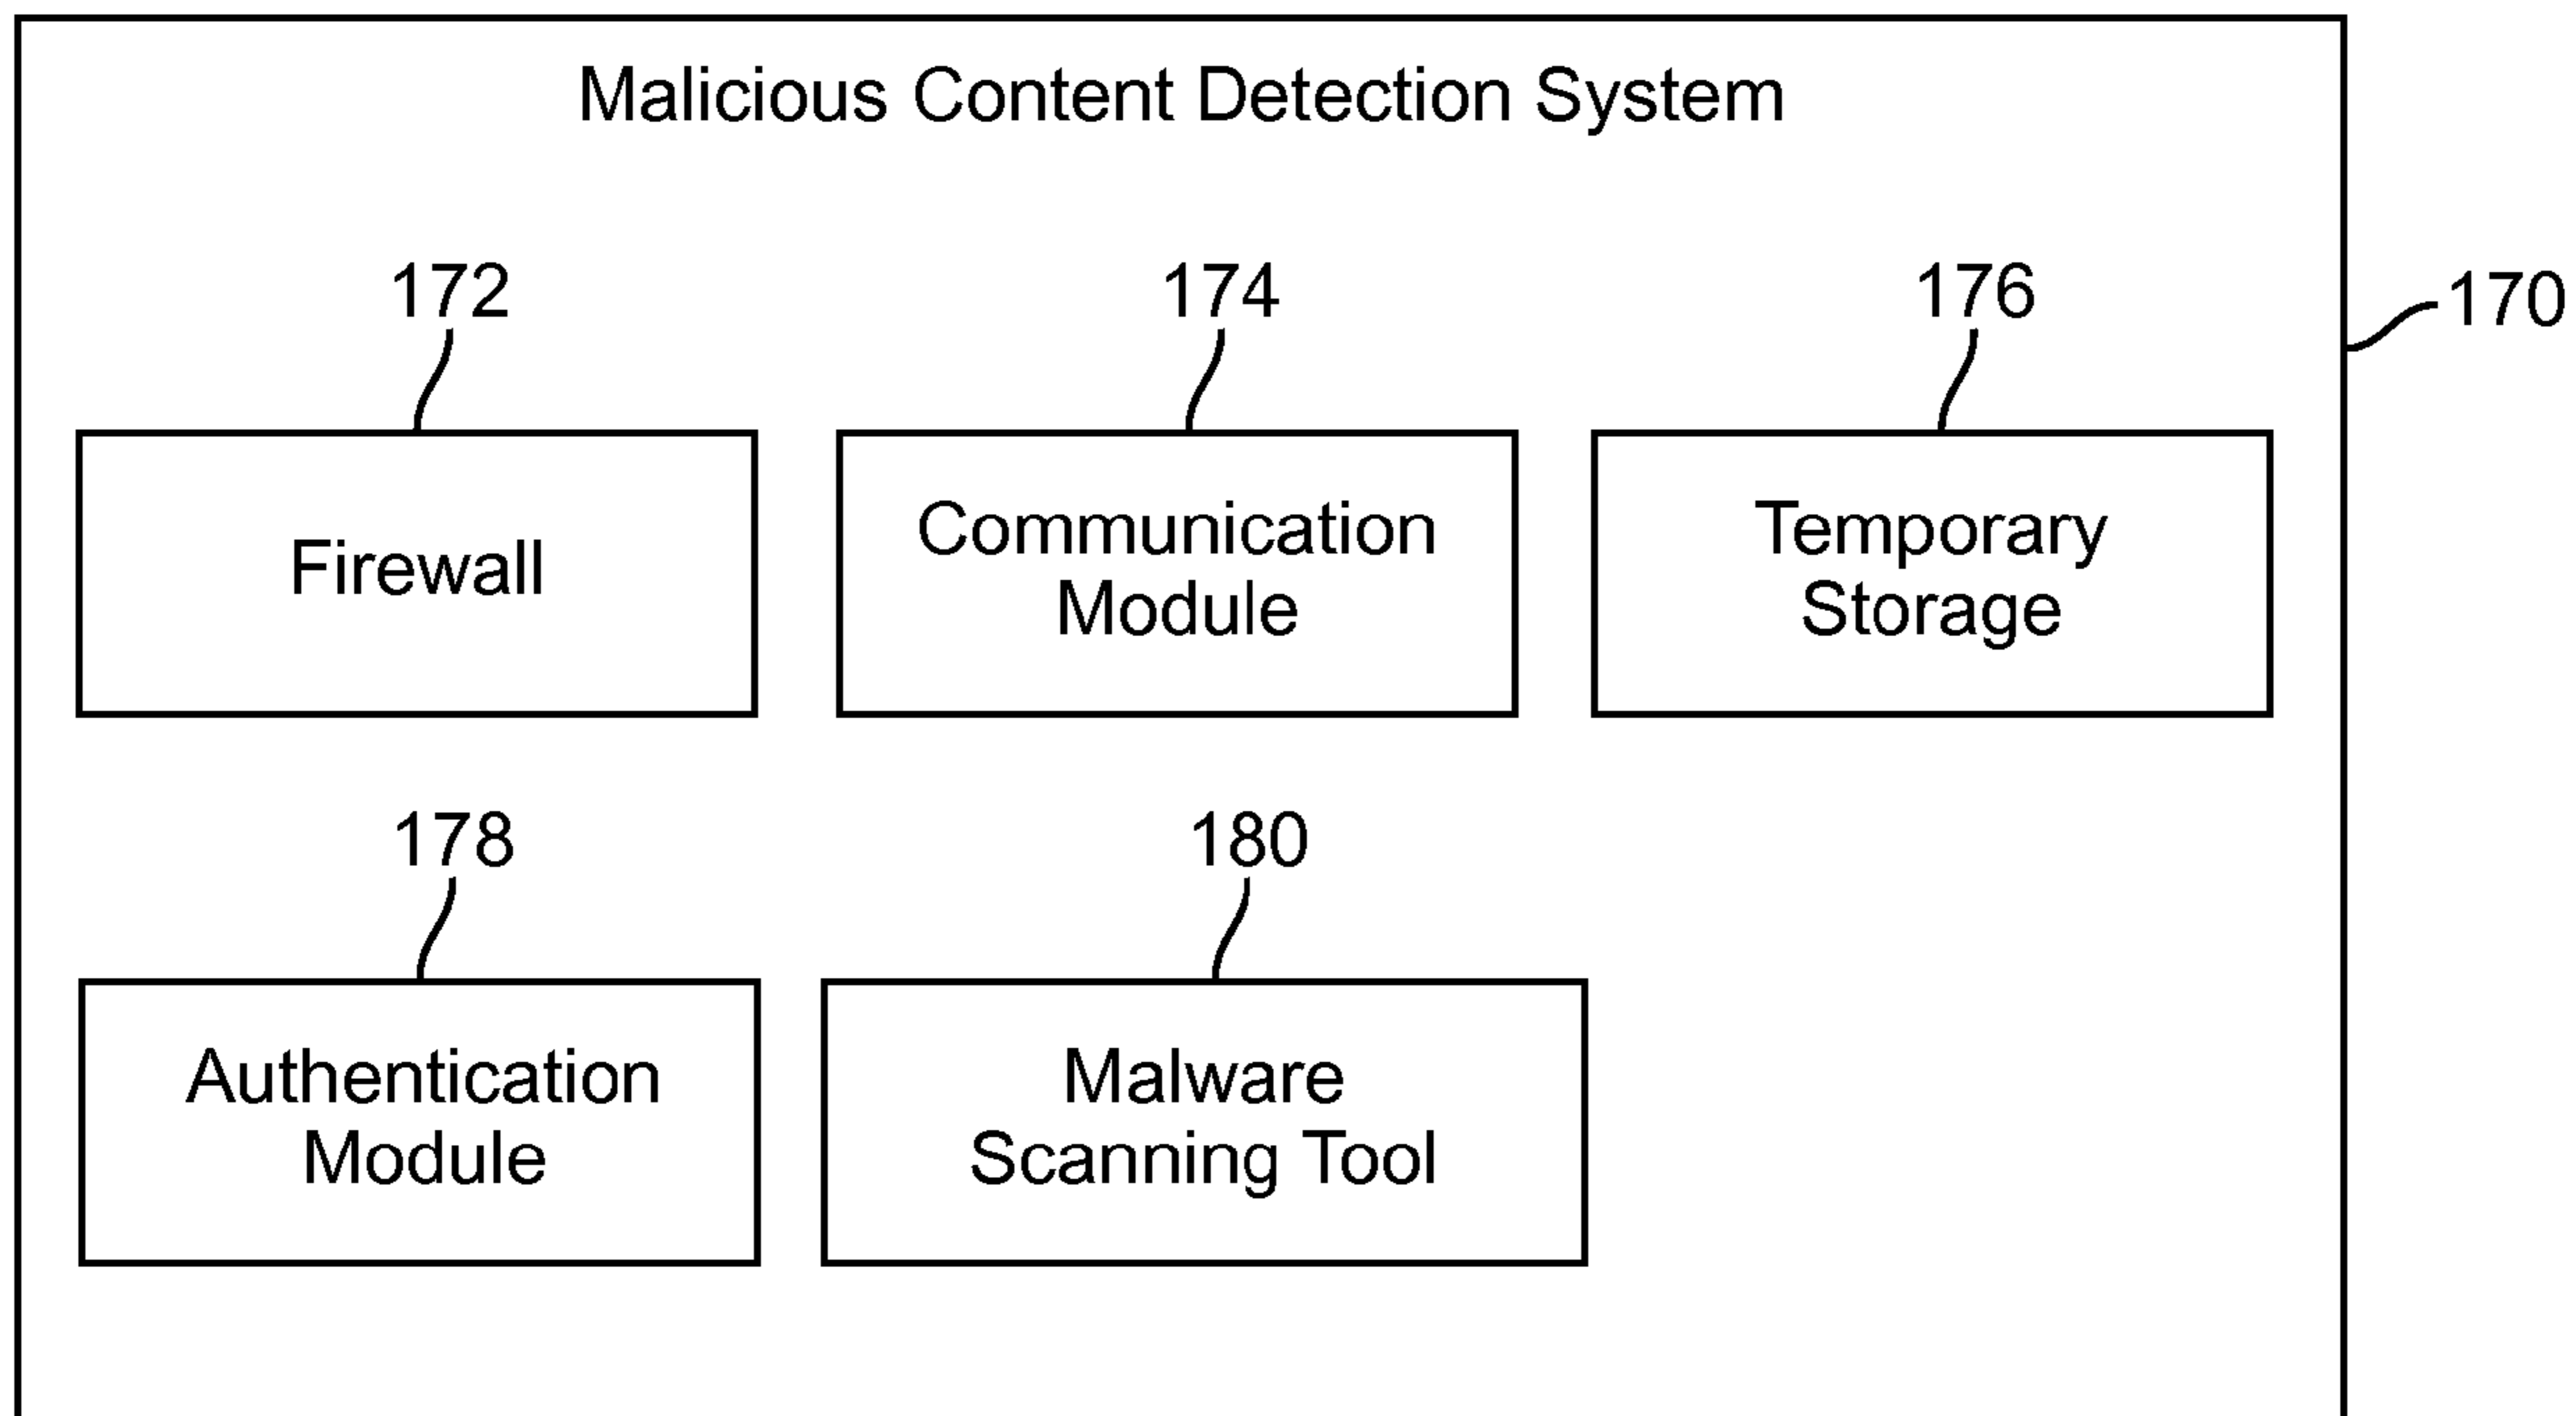 Malicious Content Detection System
172
174
176
170
Firewall
Communication
Module
Temporary
Storage
178
180
Authentication
Module
Malware
Scanning Tool